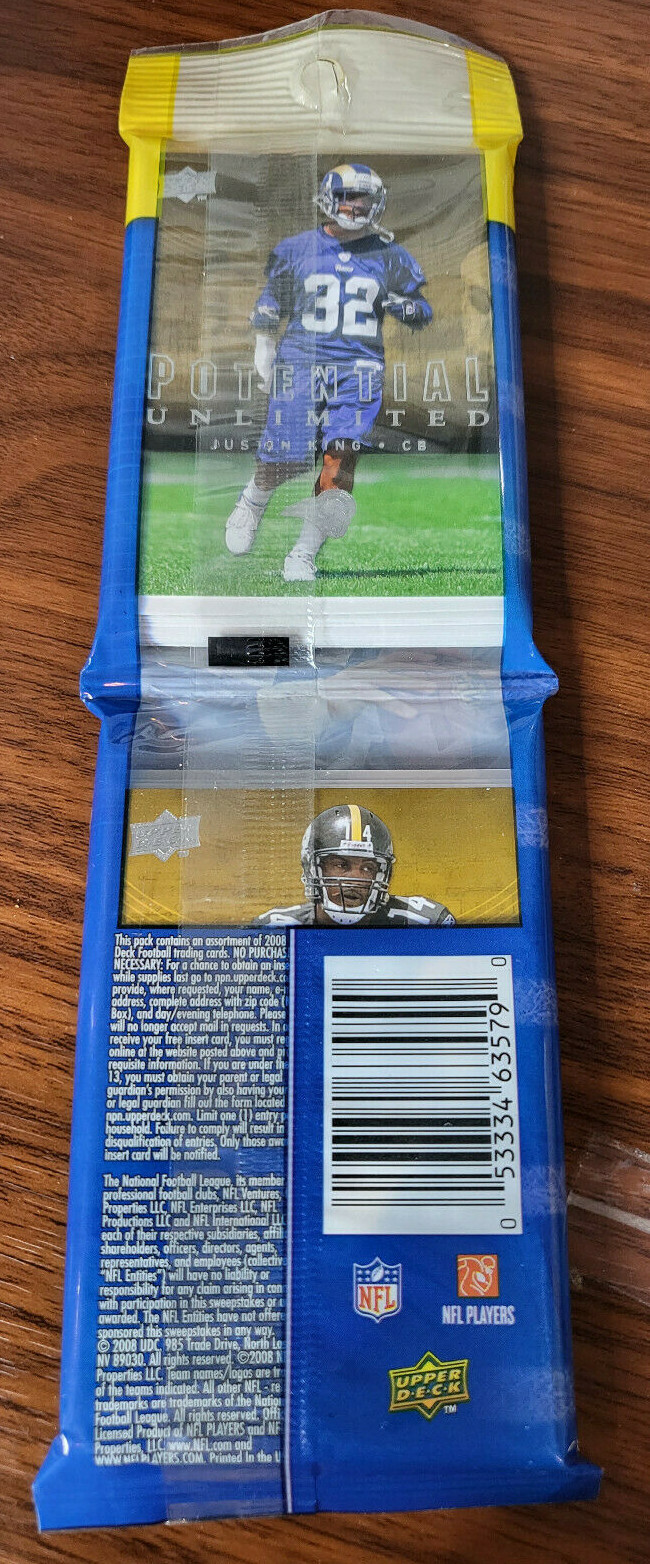 32
POTENTIAL
UNLIMITED
JUSTIN KING • CB
14
This pack contains an assortment of 2008
Deck Football trading cards. NO PURCHAS
NECESSARY: For a chance to obtain an ins
while supplies last go to npn.upperdeck.co
provide, where requested, your name, e-
address, complete address with zip code (
Box), and day/evening telephone. Please
will no longer accept mail in requests. In
receive your free insert card, you must re
online at the website posted above and p
requisite information. If you are under th
13, you must obtain your parent or legal
guardian's permission by also having you
or legal guardian fill out the form located
npn.upperdeck.com. Limit one (1) entry p
household. Failure to comply will result in
disqualification of entries. Only those awa
insert card will be notified.
The National Football League, its member
professional football clubs, NFL Ventures,
Properties LLC, NFL Enterprises LLC, NFL
Productions LLC and NFL International LLC
each of their respective subsidiaries, affil
shareholders, officers, directors, agents,
representatives, and employees (collectiv
"NFL Entities") will have no liability or
responsibility for any claim arising in con
with participation in this sweepstakes or
awarded. The NFL Entities have not offer
sponsored this sweepstakes in any way.
© 2008 UDC, 985 Trade Drive, North La
NV 89030. All rights reserved. ©2008 N
Properties LLC. Team names/logos are tr
of the teams indicated. All other NFL - re
trademarks are trademarks of the Natio
Football League. All rights reserved. Offi
Licensed Product of NFL PLAYERS and NF
Properties, LLC. www.NFL.com and
WWW.NFLPLAYERS.COM. Printed In the U
0 53334 63579 0
NFL
NFL PLAYERS
UPPER
D·E·C·K
TM